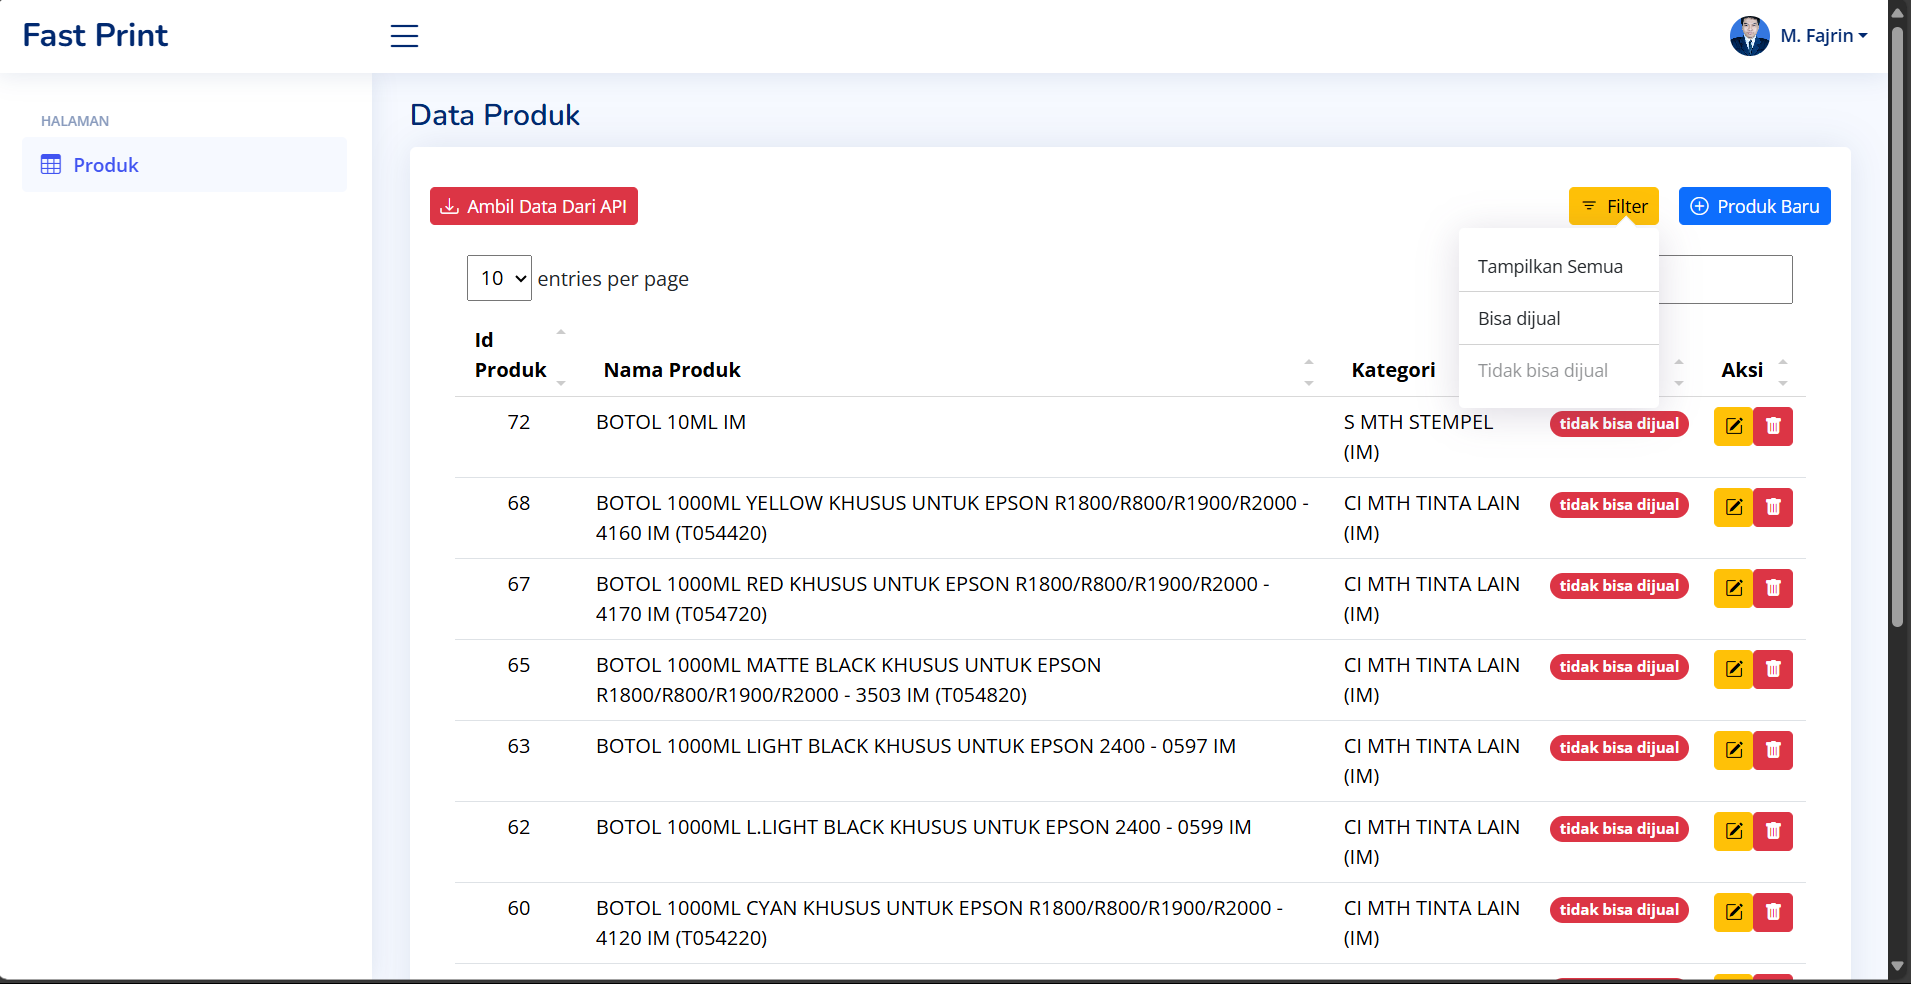 Fast Print
M. Fajrin
HALAMAN
Produk
Data Produk
Ambil Data Dari API
Filter
Produk Baru
Tampilkan Semua
Bisa dijual
Tidak bisa dijual
10 entries per page
Id
Produk Nama Produk Kategori Aksi
72 BOTOL 10ML IM S MTH STEMPEL tidak bisa dijual
(IM)
68 BOTOL 1000ML YELLOW KHUSUS UNTUK EPSON R1800/R800/R1900/R2000 - CI MTH TINTA LAIN tidak bisa dijual
4160 IM (T054420) (IM)
67 BOTOL 1000ML RED KHUSUS UNTUK EPSON R1800/R800/R1900/R2000 - CI MTH TINTA LAIN tidak bisa dijual
4170 IM (T054720) (IM)
65 BOTOL 1000ML MATTE BLACK KHUSUS UNTUK EPSON CI MTH TINTA LAIN tidak bisa dijual
R1800/R800/R1900/R2000 - 3503 IM (T054820) (IM)
63 BOTOL 1000ML LIGHT BLACK KHUSUS UNTUK EPSON 2400 - 0597 IM CI MTH TINTA LAIN tidak bisa dijual
(IM)
62 BOTOL 1000ML L.LIGHT BLACK KHUSUS UNTUK EPSON 2400 - 0599 IM CI MTH TINTA LAIN tidak bisa dijual
(IM)
60 BOTOL 1000ML CYAN KHUSUS UNTUK EPSON R1800/R800/R1900/R2000 - CI MTH TINTA LAIN tidak bisa dijual
4120 IM (T054220) (IM)